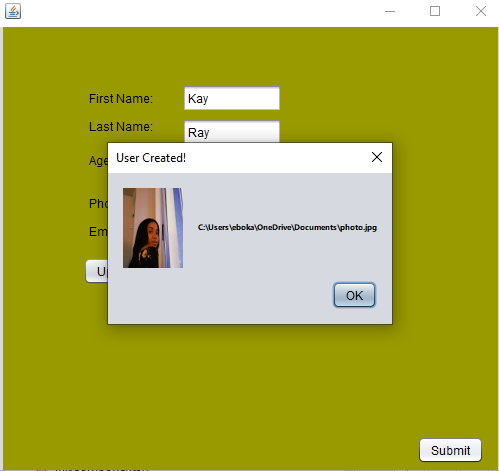 First Name:
Kay
Last Name:
Ray
User Created!
Age
C:\Users\eboka\OneDrive\Documents\photo.jpg
Pho
Em
Up
OK
Submit